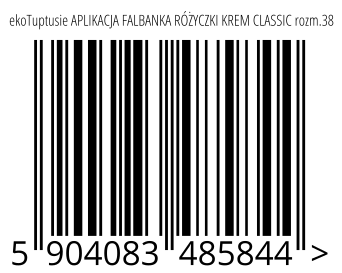 ekoTuptusie APLIKACJA FALBANKA RÓŻYCZKI KREM CLASSIC rozm.38
5 904083 485844 >